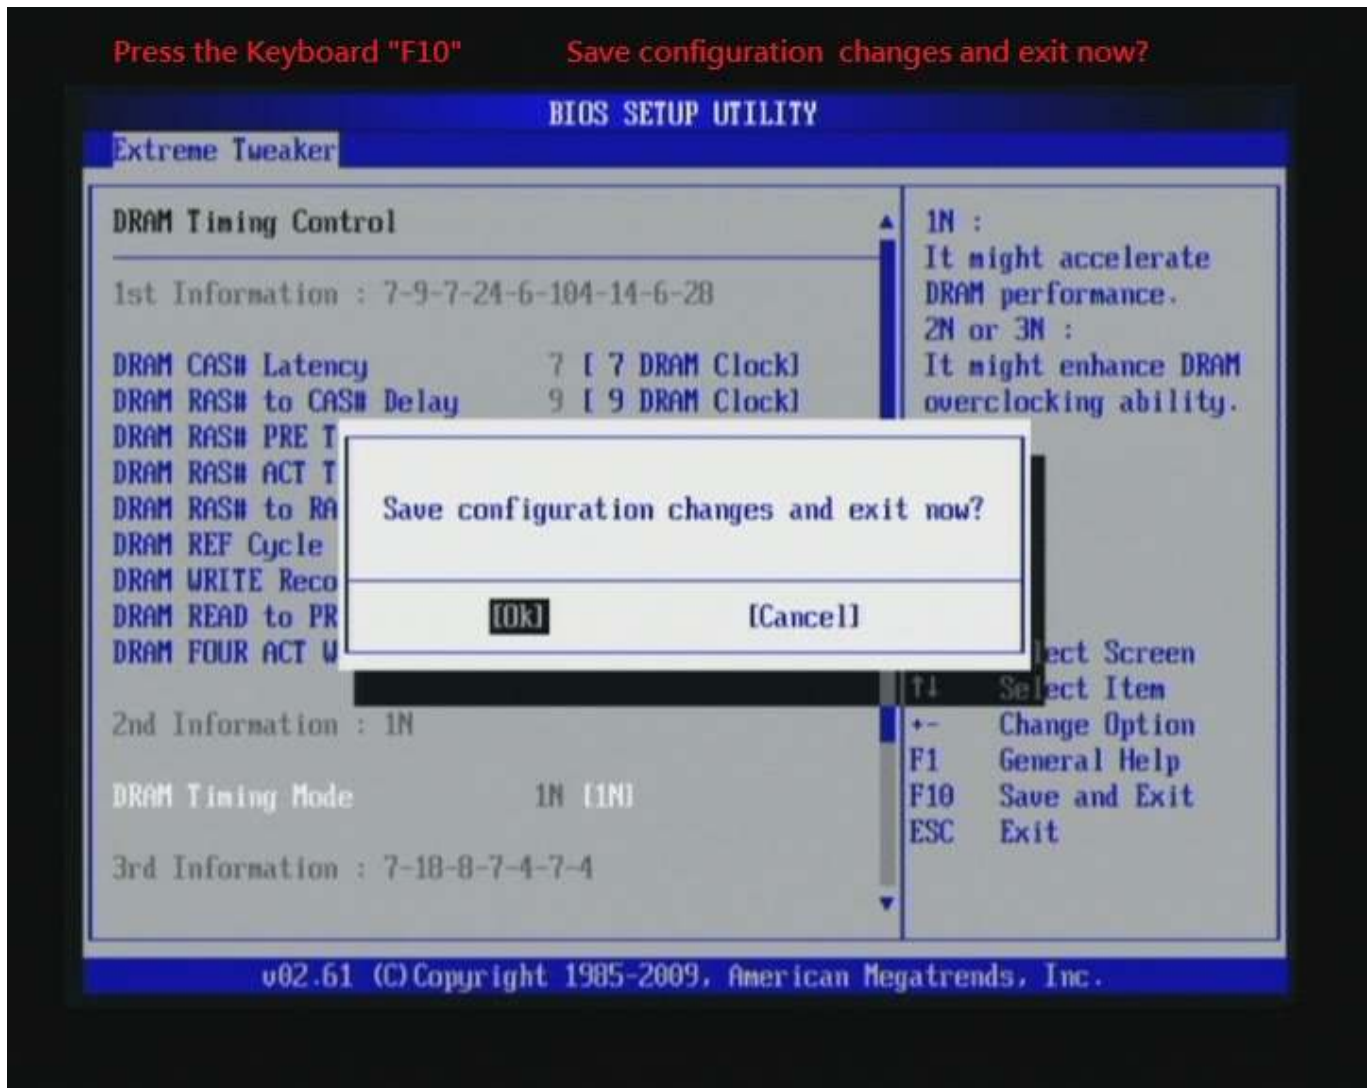 Press the Keyboard "F10" Save configuration changes and exit now?
BIOS SETUP UTILITY
Extreme Tweaker
DRAM Timing Control
1st Information : 7-9-7-24-6-104-14-6-20
DRAM CAS# Latency 7 [ 7 DRAM Clock]
DRAM RAS# to CAS# Delay 9 [ 9 DRAM Clock]
DRAM RAS# PRE T
DRAM RAS# ACT T
DRAM RAS# to RA
DRAM REF Cycle
DRAM WRITE Reco
DRAM READ to PR
DRAM FOUR ACT W
2nd Information : 1N
DRAM Timing Mode 1N [1N]
3rd Information : 7-18-8-7-4-7-4
Save configuration changes and exit now?
[Ok] [Cancel]
1N :
It might accelerate
DRAM performance.
2N or 3N :
It might enhance DRAM
overclocking ability.
ect Screen
↑↓ Select Item
+- Change Option
F1 General Help
F10 Save and Exit
ESC Exit
v02.61 (C)Copyright 1985-2009, American Megatrends, Inc.